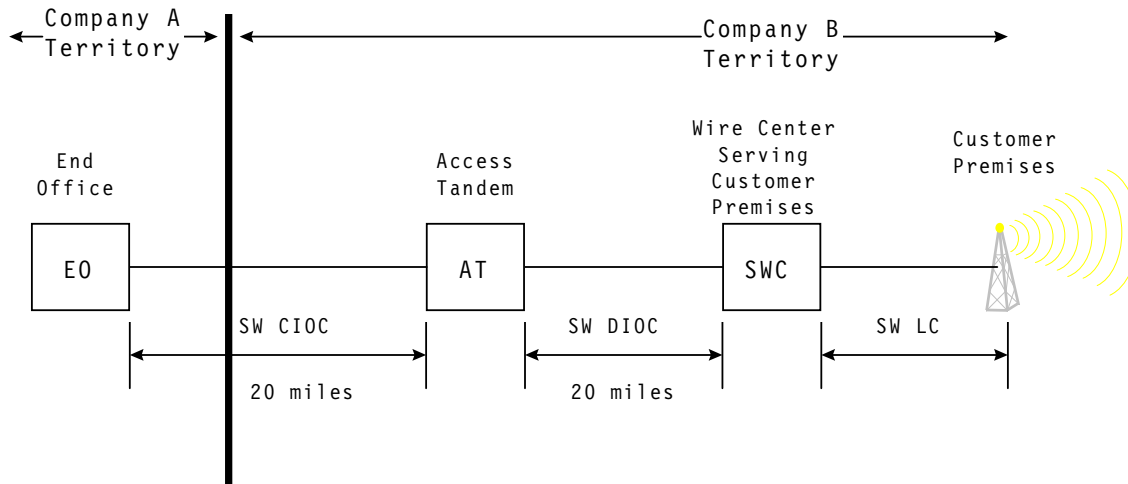 Company A
Territory
Company B
Territory
End
Office
Access
Tandem
Wire Center
Serving
Customer
Premises
Customer
Premises
EO
AT
SWC
SW CIOC
SW DIOC
SW LC
20 miles
20 miles